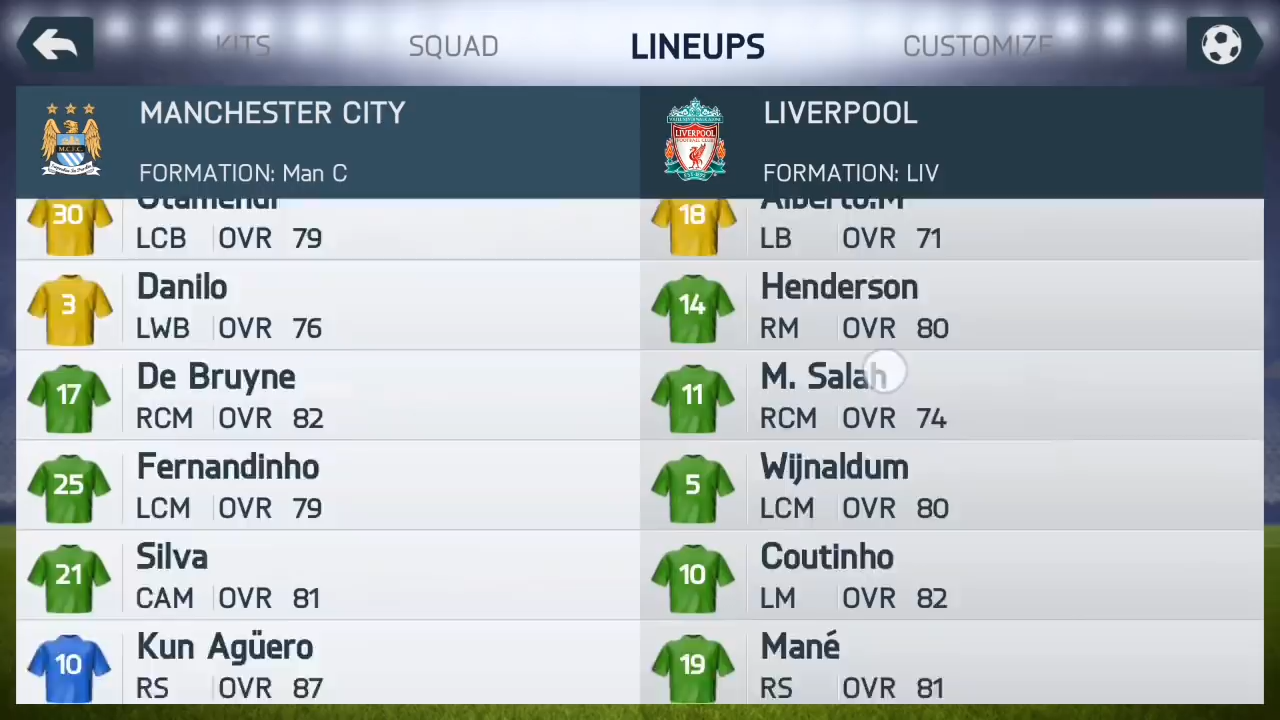 KITS
SQUAD
LINEUPS
CUSTOMIZE
MANCHESTER CITY
FORMATION: Man C
LIVERPOOL
FORMATION: LIV
30
Otamendi
LCB OVR 79
18
Alberto.M
LB OVR 71
3
Danilo
LWB OVR 76
14
Henderson
RM OVR 80
17
De Bruyne
RCM OVR 82
11
M. Salah
RCM OVR 74
25
Fernandinho
LCM OVR 79
5
Wijnaldum
LCM OVR 80
21
Silva
CAM OVR 81
10
Coutinho
LM OVR 82
10
Kun Agüero
RS OVR 87
19
Mané
RS OVR 81